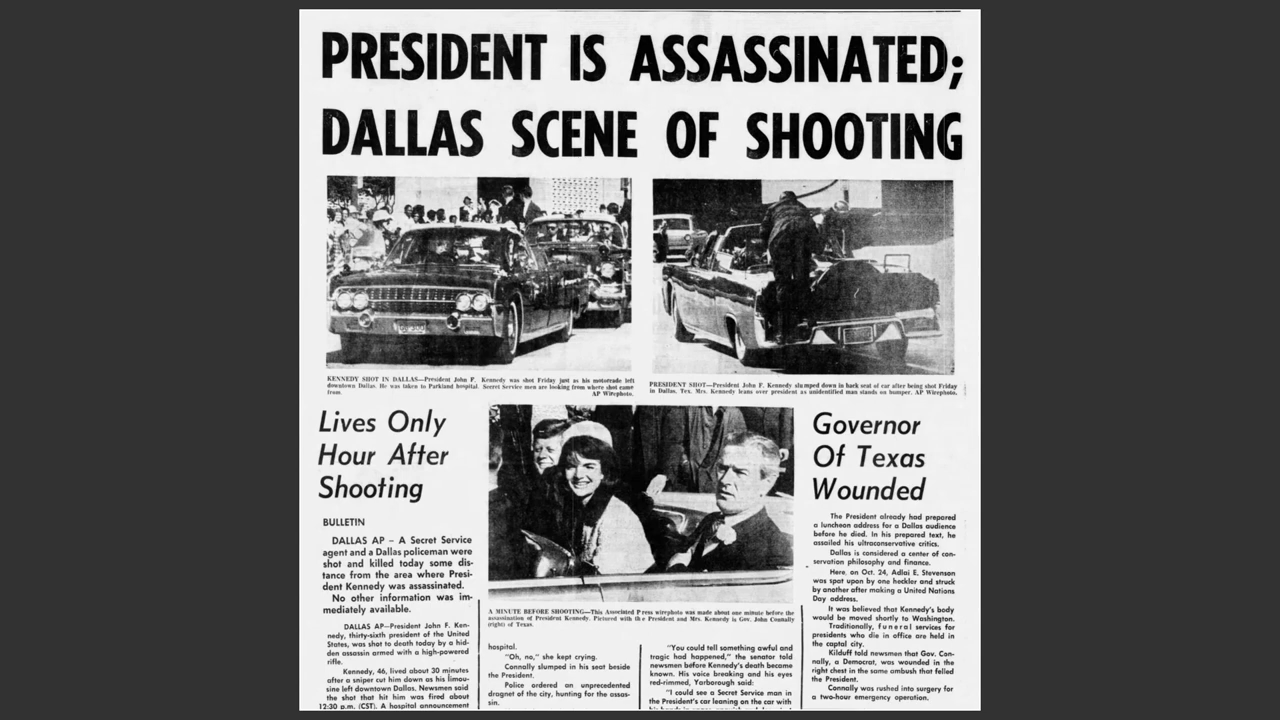 PRESIDENT IS ASSASSINATED;
DALLAS SCENE OF SHOOTING
KENNEDY SHOT IN DALLAS—President John F. Kennedy was shot Friday just as his motorcade left
downtown Dallas. He was taken to Parkland hospital. Secret Service men are looking from where shot came
from. AP Wirephoto.
PRESIDENT SHOT—President John F. Kennedy slumped down in back seat of car after being shot Friday
in Dallas, Tex. Mrs. Kennedy leans over president as unidentified man stands on bumper. AP Wirephoto.
Lives Only
Hour After
Shooting
BULLETIN
DALLAS AP – A Secret Service
agent and a Dallas policeman were
shot and killed today some dis-
tance from the area where Presi-
dent Kennedy was assassinated.
No other information was im-
mediately available.
DALLAS AP—President John F. Ken-
nedy, thirty-sixth president of the United
States, was shot to death today by a hid-
den assassin armed with a high-powered
rifle.
Kennedy, 46, lived about 30 minutes
after a sniper cut him down as his limou-
sine left downtown Dallas. Newsmen said
the shot that hit him was fired about
12:30 p.m. (CST). A hospital announcement
A MINUTE BEFORE SHOOTING—This Associated Press wirephoto was made about one minute before the
assassination of President Kennedy. Pictured with the President and Mrs. Kennedy is Gov. John Connally
(right) of Texas.
hospital.
"Oh, no," she kept crying.
Connally slumped in his seat beside
the President.
Police ordered an unprecedented
dragnet of the city, hunting for the assas-
sin.
"You could tell something awful and
tragic had happened," the senator told
newsmen before Kennedy's death became
known. His voice breaking and his eyes
red-rimmed, Yarborough said:
"I could see a Secret Service man in
the President's car leaning on the car with
Governor
Of Texas
Wounded
The President already had prepared
a luncheon address for a Dallas audience
before he died. In his prepared text, he
assailed his ultraconservative critics.
Dallas is considered a center of con-
servation philosophy and finance.
Here, on Oct. 24, Adlai E. Stevenson
was spat upon by one heckler and struck
by another after making a United Nations
Day address.
It was believed that Kennedy's body
would be moved shortly to Washington.
Traditionally, funeral services for
presidents who die in office are held in
the captal city.
Kilduff told newsmen that Gov. Con-
nally, a Democrat, was wounded in the
right chest in the same ambush that felled
the President.
Connally was rushed into surgery for
a two-hour emergency operation.